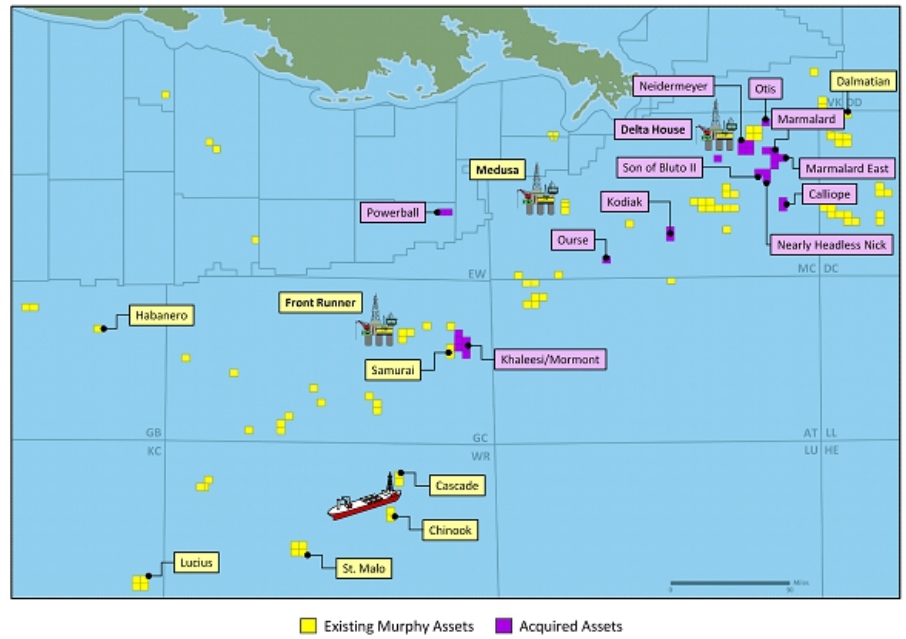 Neidermeyer
Otis
Dalmatian
VK DD
Marmalard
Delta House
Medusa
Son of Bluto II
Marmalard East
Calliope
Kodiak
Powerball
Ourse
Nearly Headless Nick
EW
MC DC
Front Runner
Habanero
Samurai
Khaleesi/Mormont
GB
GC
AT LL
KC
WR
LU HE
Cascade
Chinook
Lucius
St. Malo
Miles
0
Existing Murphy Assets
Acquired Assets